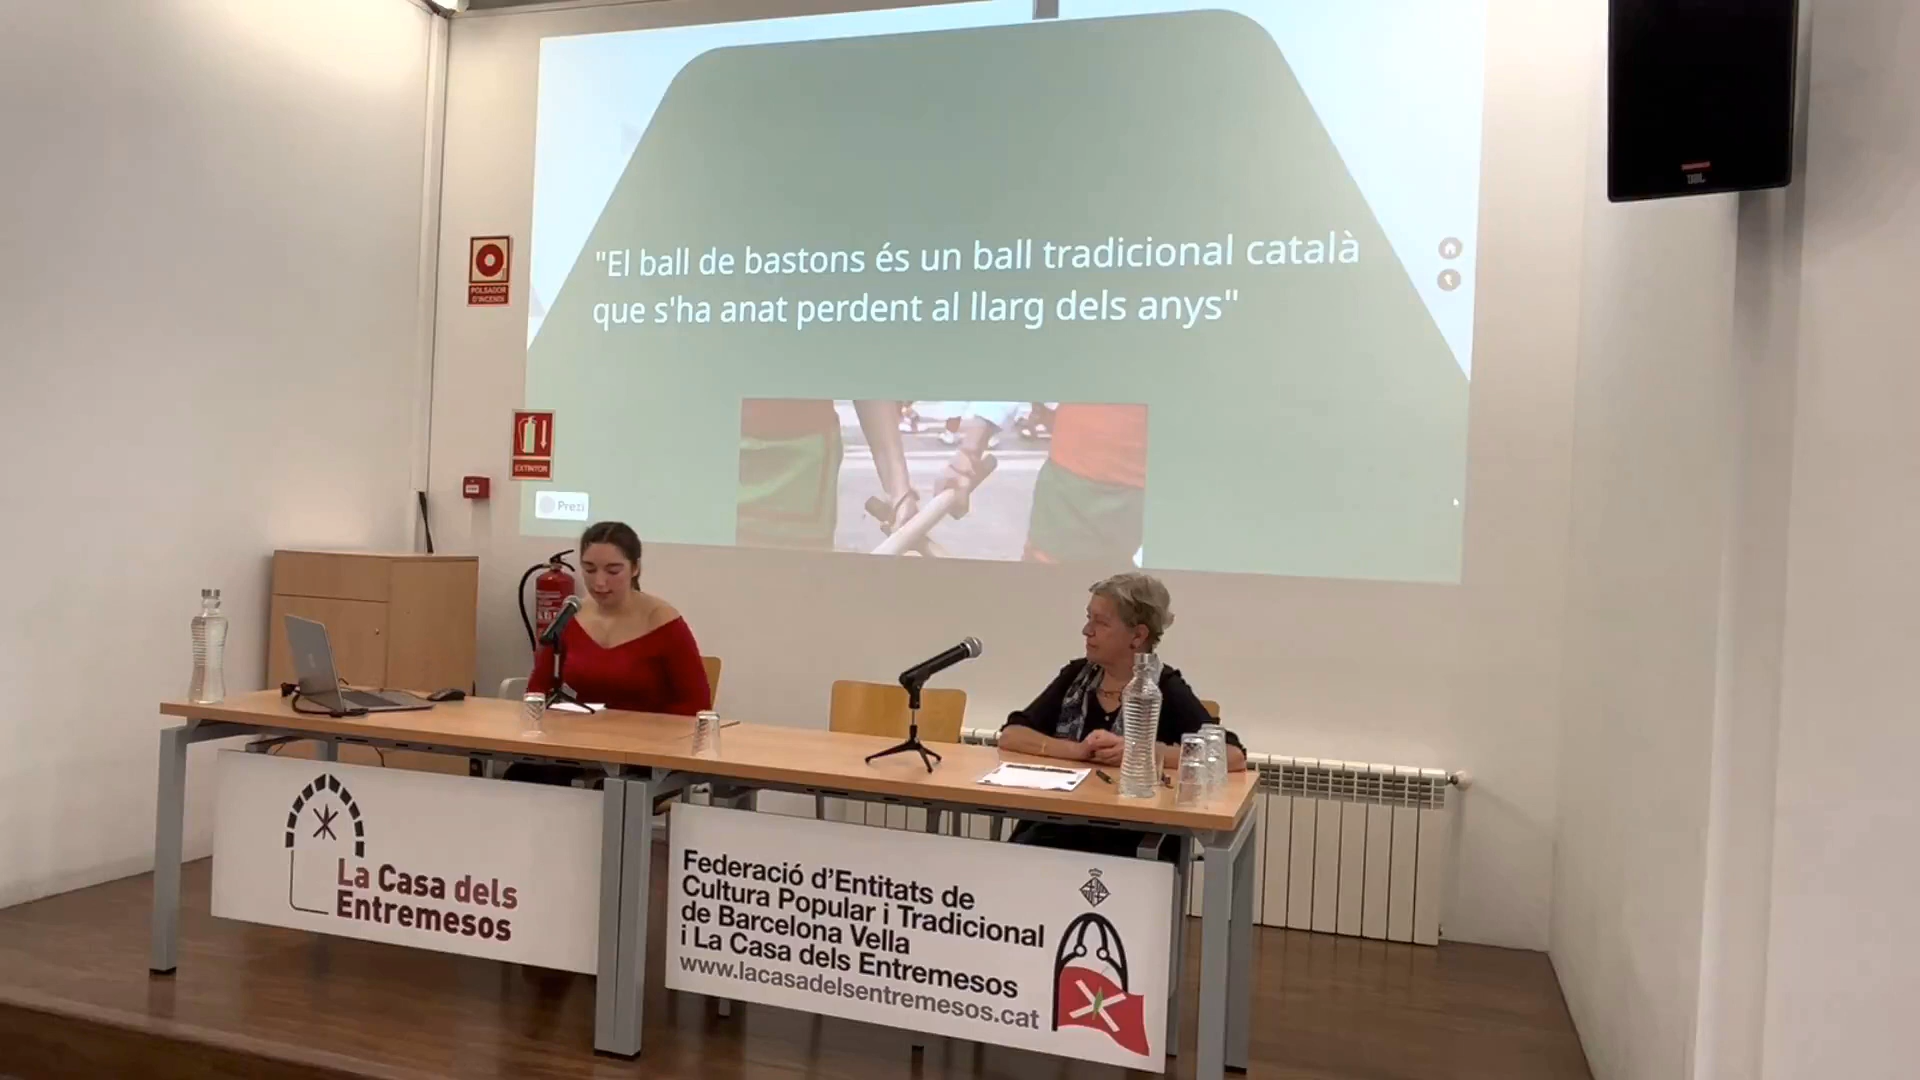 "El ball de bastons és un ball tradicional català
que s'ha anat perdent al llarg dels anys"
POLSADOR
D'INCENDI
EXTINTOR
Prezi
JBL
La Casa dels
Entremesos
Federació d'Entitats de
Cultura Popular i Tradicional
de Barcelona Vella
i La Casa dels Entremesos
www.lacasadelsentremesos.cat